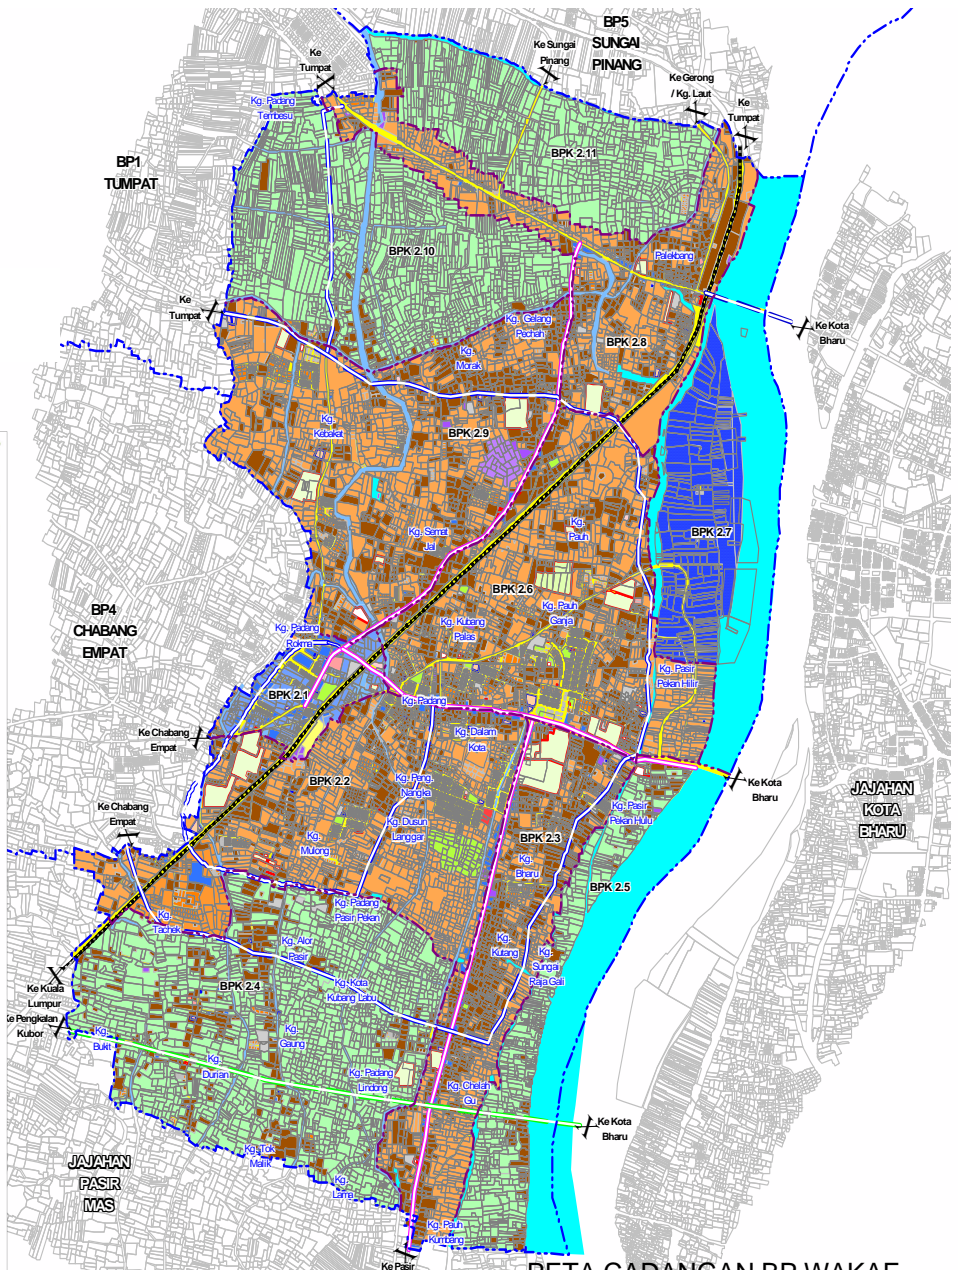 BP5
SUNGAI
PINANG
Ke Sungai
Pinang
Ke
Tumpat
Ke Gerong
/ Kg. Laut
Ke
Tumpat
Kg. Padang
Tembesu
BP1
TUMPAT
BPK 2.11
BPK 2.10
Palekbang
Ke
Tumpat
Kg. Gelang
Pechah
Ke Kota
Bharu
BPK 2.8
Kg.
Morak
Kg.
Kebakat
BPK 2.9
Kg. Semat
Jal
Kg.
Pauh
BPK 2.7
BPK 2.6
BP4
CHABANG
EMPAT
Kg. Pauh
Ganja
Kg. Padang
Rokma
Kg. Kubang
Palas
Kg. Pasir
Pekan Hilir
BPK 2.1
Kg. Padang
Ke Chabang
Empat
Kg. Dalam
Kota
BPK 2.2
Kg. Peng.
Nangka
Ke Kota
Bharu
JAJAHAN
KOTA
BHARU
Ke Chabang
Empat
Kg. Pasir
Pekan Hulu
Kg. Dusun
Langgar
Kg.
Mulong
BPK 2.3
Kg.
Bharu
BPK 2.5
Kg. Padang
Pasir Pekan
Kg.
Tachek
Kg. Alor
Pasir
Kg.
Kutang
Kg.
Sungai
Raja Gali
Kg. Kota
Kubang Labu
BPK 2.4
Ke Kuala
Lumpur
Ke Pengkalan
Kubor
Kg.
Bukit
Kg.
Gaung
Kg.
Durian
Kg. Padang
Lindong
Kg. Chelah
Gu
Ke Kota
Bharu
JAJAHAN
PASIR
MAS
Kg. Tok
Malik
Kg.
Lama
Kg. Pauh
Kumbang
Ke Pasir
PETA CADANGAN BP WAKAF